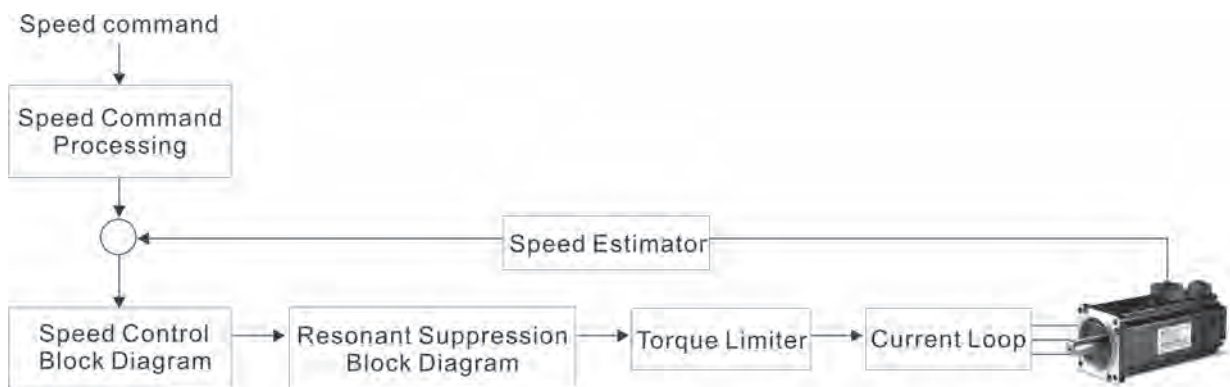 Speed command
Speed Command
Processing
Speed Estimator
Speed Control
Block Diagram
Resonant Suppression
Block Diagram
Torque Limiter
Current Loop